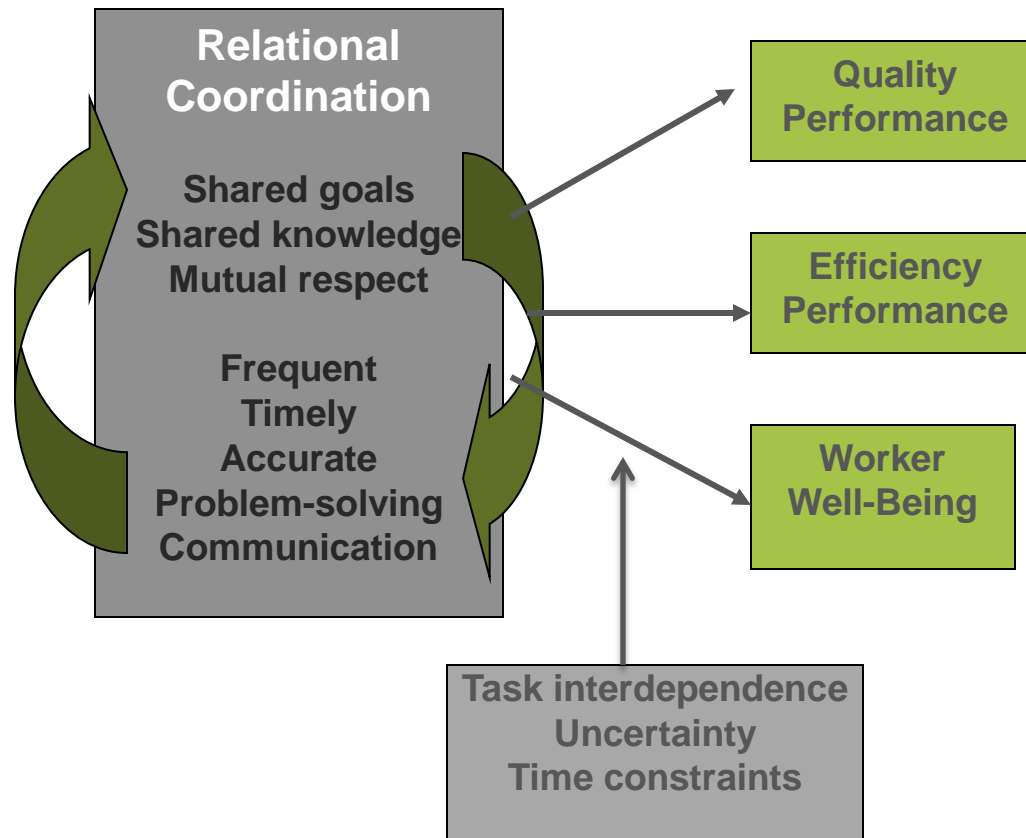 Relational
Coordination
Shared goals
Shared knowledge
Mutual respect
Frequent
Timely
Accurate
Problem-solving
Communication
Quality
Performance
Efficiency
Performance
Worker
Well-Being
Task interdependence
Uncertainty
Time constraints